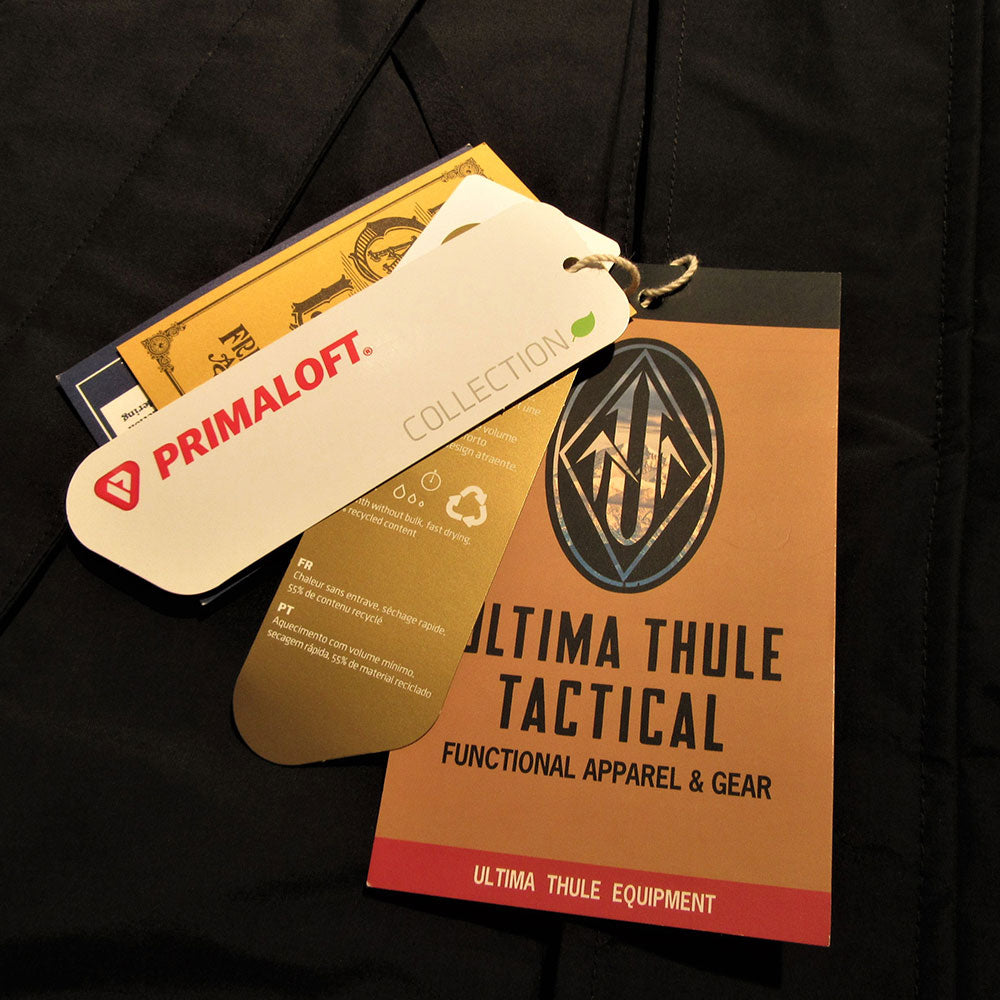 PRIMALOFT®
COLLECTION
volume
design atraente.
without bulk, fast drying,
recycled content
FR
Chaleur sans entrave, séchage rapide,
55% de contenu recyclé
PT
Aquecimento com volume mínimo,
secagem rápida, 55% de material reciclado
ULTIMA THULE
TACTICAL
FUNCTIONAL APPAREL & GEAR
ULTIMA THULE EQUIPMENT